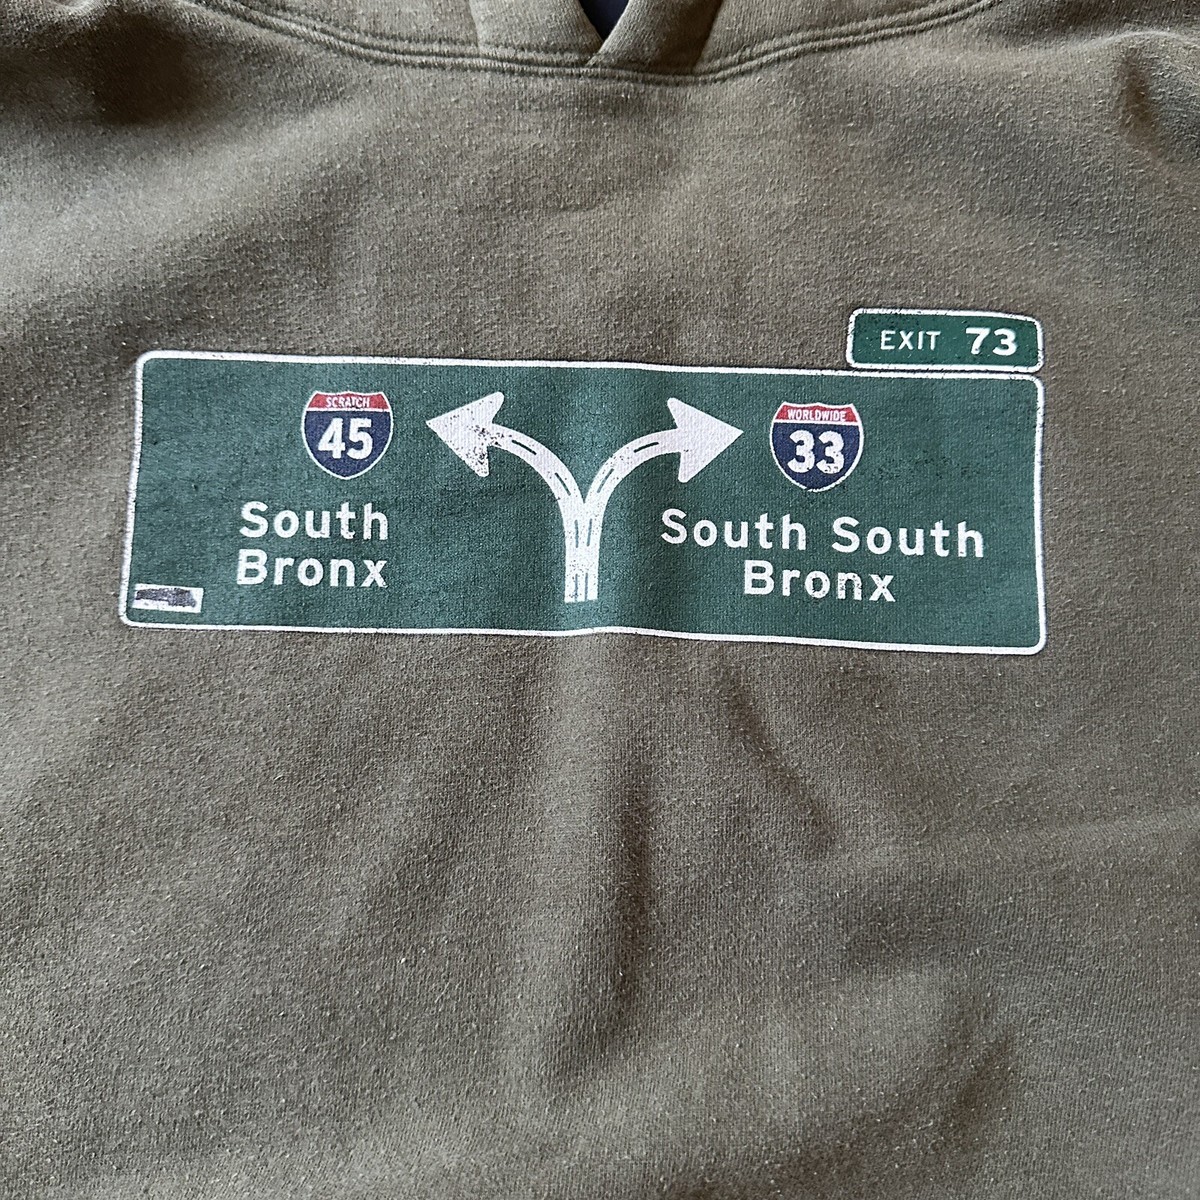 EXIT 73
SCRATCH
45
South
Bronx
WORLDWIDE
33
South South
Bronx